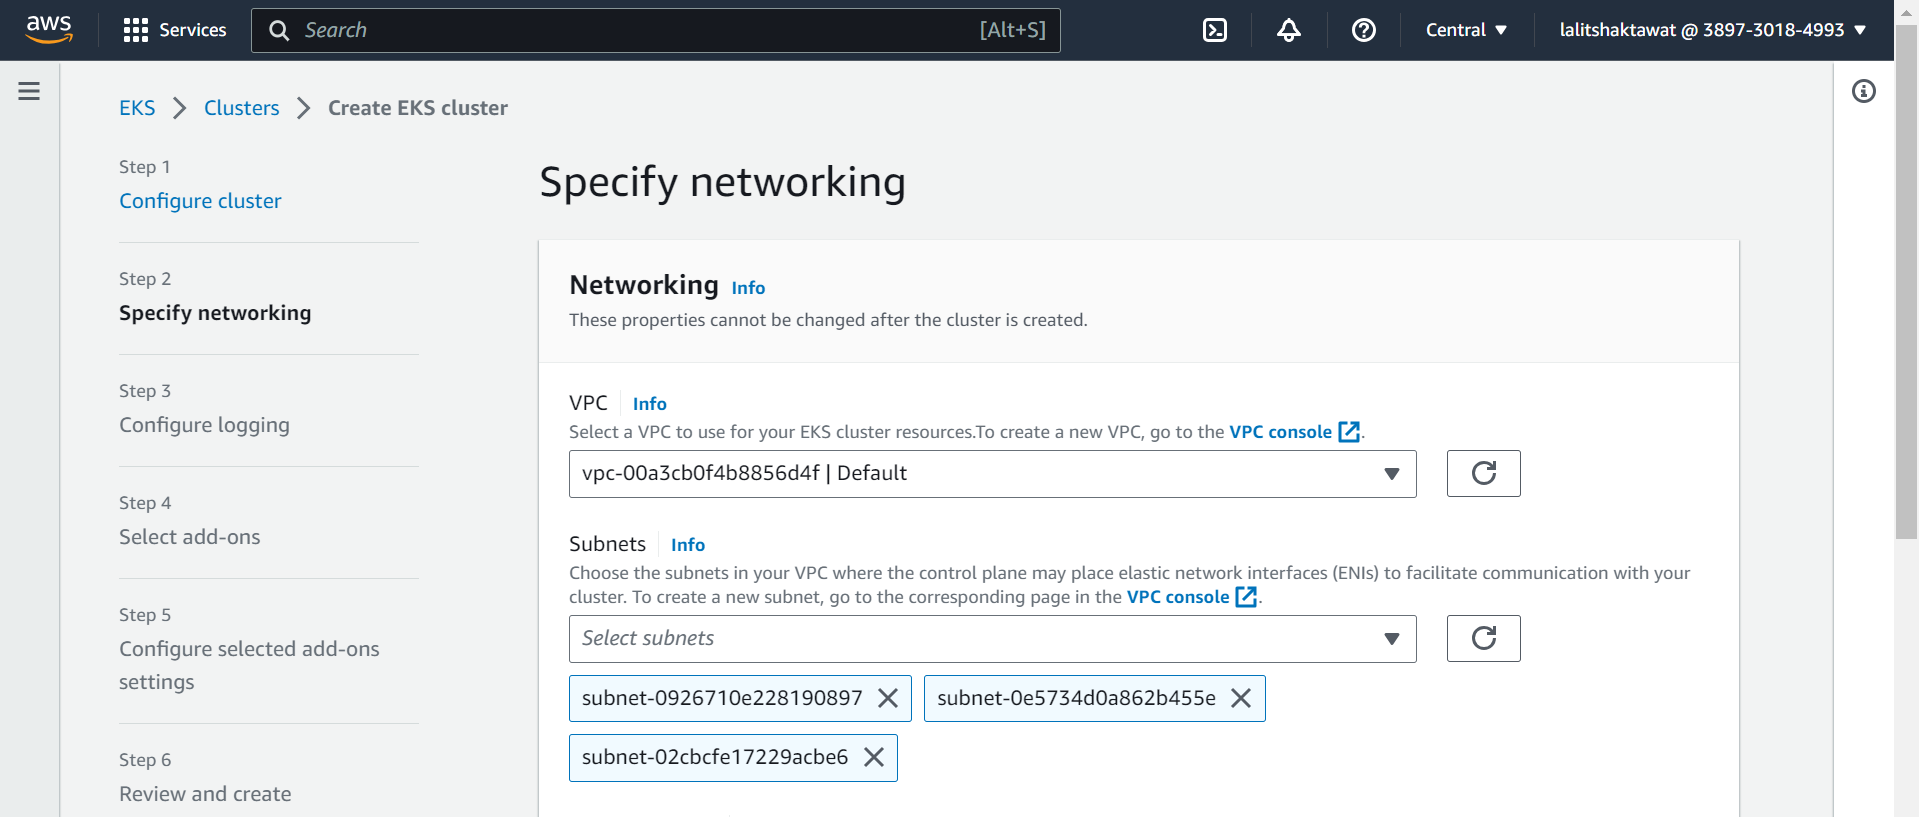 aws Services Search [Alt+S] Central lalitshaktawat @ 3897-3018-4993
EKS Clusters Create EKS cluster
Step 1
Configure cluster
Step 2
Specify networking
Step 3
Configure logging
Step 4
Select add-ons
Step 5
Configure selected add-ons
settings
Step 6
Review and create
Specify networking
Networking Info
These properties cannot be changed after the cluster is created.
VPC Info
Select a VPC to use for your EKS cluster resources.To create a new VPC, go to the VPC console.
vpc-00a3cb0f4b8856d4f | Default
Subnets Info
Choose the subnets in your VPC where the control plane may place elastic network interfaces (ENIs) to facilitate communication with your
cluster. To create a new subnet, go to the corresponding page in the VPC console.
Select subnets
subnet-0926710e228190897 subnet-0e5734d0a862b455e
subnet-02cbcfe17229acbe6